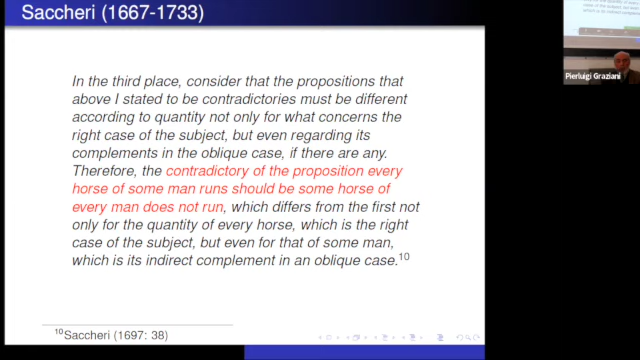 Saccheri (1667-1733)
In the third place, consider that the propositions that
above I stated to be contradictories must be different
according to quantity not only for what concerns the
right case of the subject, but even regarding its
complements in the oblique case, if there are any.
Therefore, the contradictory of the proposition every
horse of some man runs should be some horse of
every man does not run, which differs from the first not
only for the quantity of every horse, which is the right
case of the subject, but even for that of some man,
which is its indirect complement in an oblique case.10
10Saccheri (1697: 38)
Pierluigi Graziani